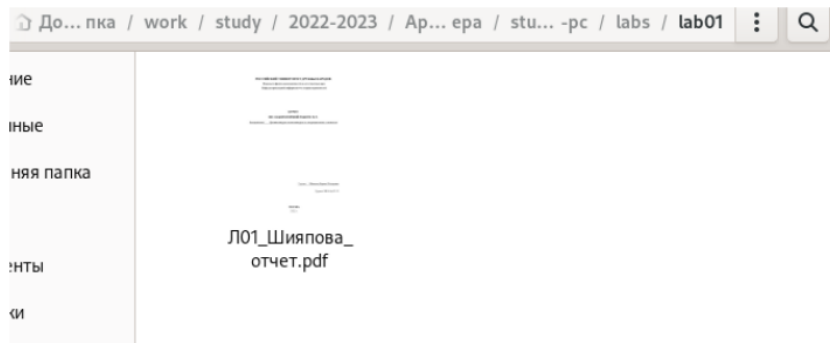 До... пка / work / study / 2022-2023 / Ар... ера / stu... -pc / labs / lab01
ние
нные
няя папка
енты
ки
Л01_Шияпова_
отчет.pdf